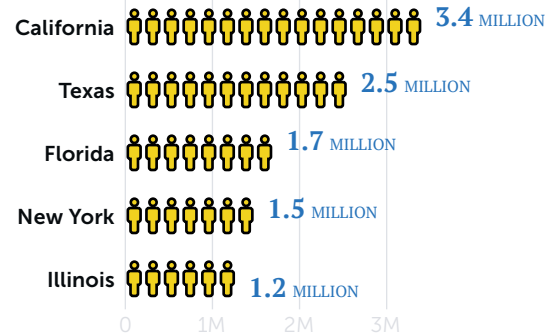 California 3.4 MILLION
Texas 2.5 MILLION
Florida 1.7 MILLION
New York 1.5 MILLION
Illinois 1.2 MILLION
0 1M 2M 3M